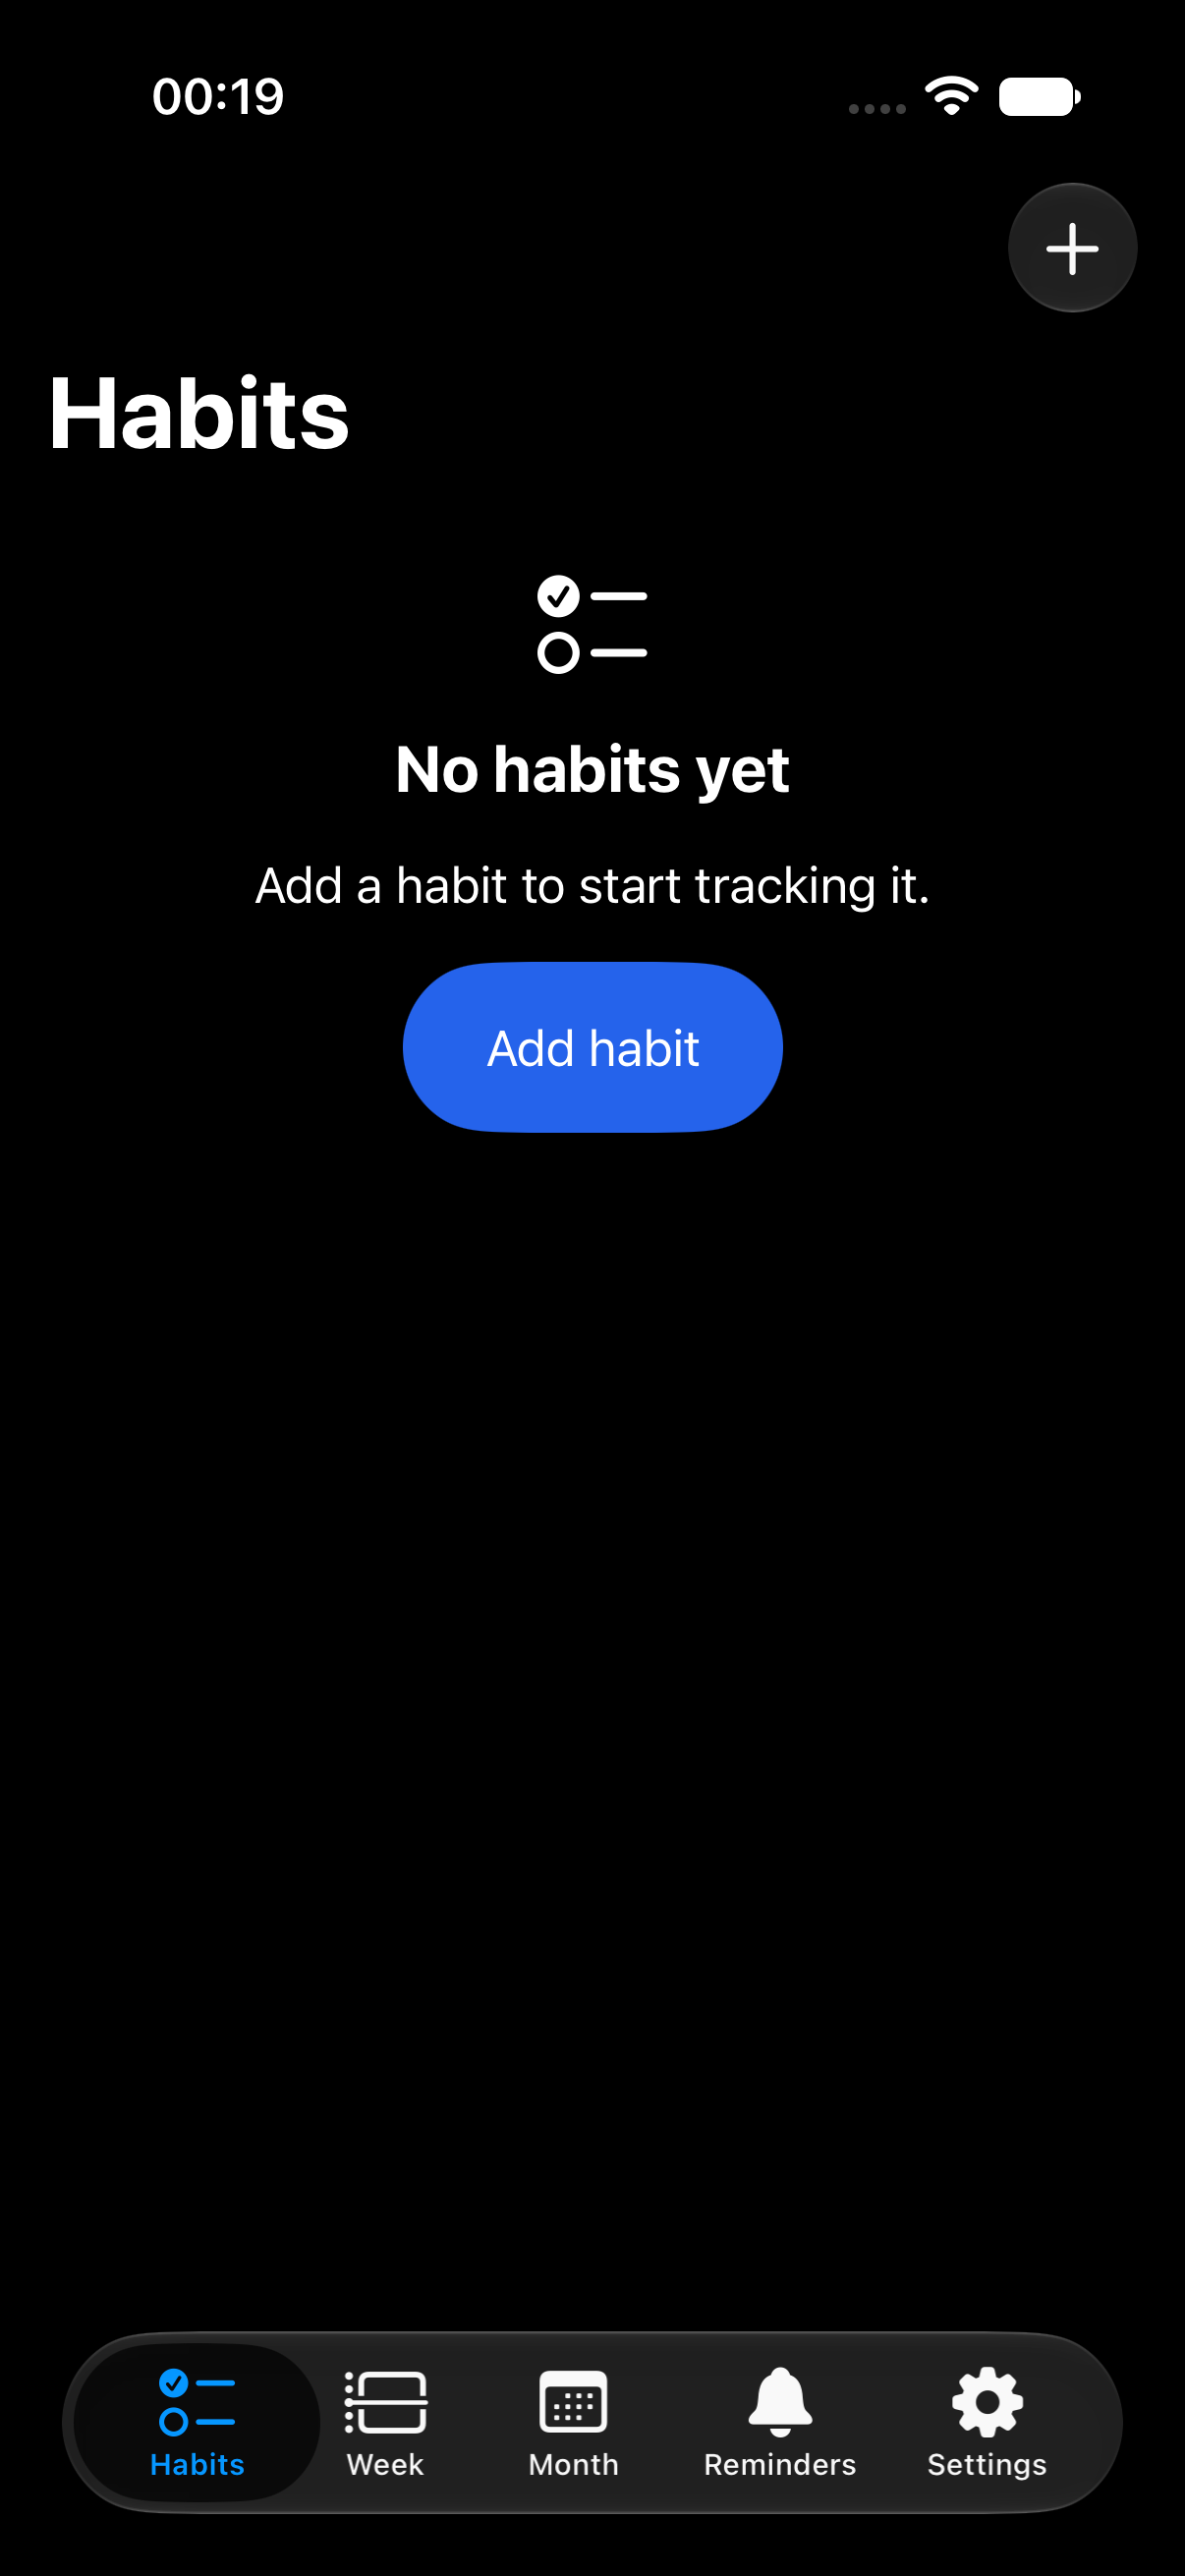 00:19
Habits
No habits yet
Add a habit to start tracking it.
Add habit
Habits
Week
Month
Reminders
Settings